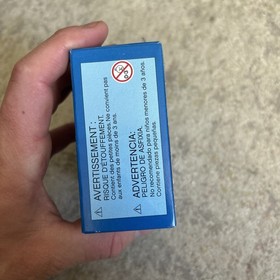 AVERTISSEMENT :
RISQUE D'ÉTOUFFEMENT.
Contient des petites pièces. Ne convient pas
aux enfants de moins de 3 ans.
ADVERTENCIA:
PELIGRO DE ASFIXIA.
No recomendado para niños menores de 3 años.
Contiene piezas pequeñas.